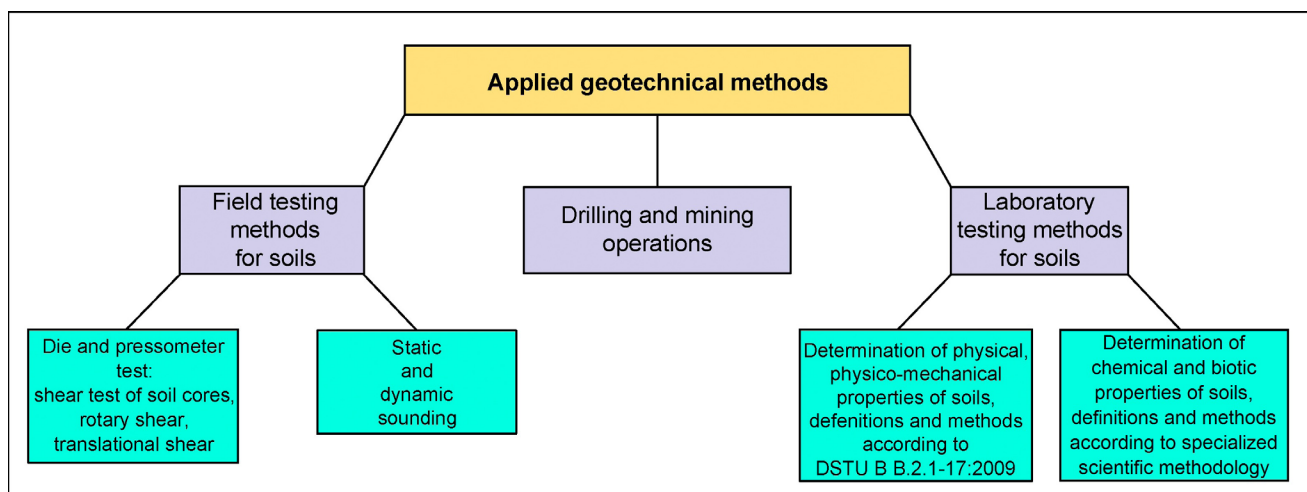 Applied geotechnical methods
Field testing
methods
for soils
Drilling and mining
operations
Laboratory
testing methods
for soils
Die and pressometer
test:
shear test of soil cores,
rotary shear,
translational shear
Static
and
dynamic
sounding
Determination of physical,
physico-mechanical
properties of soils,
defenitions and methods
according to
DSTU B B.2.1-17:2009
Determination of
chemical and biotic
properties of soils,
definitions and methods
according to specialized
scientific methodology